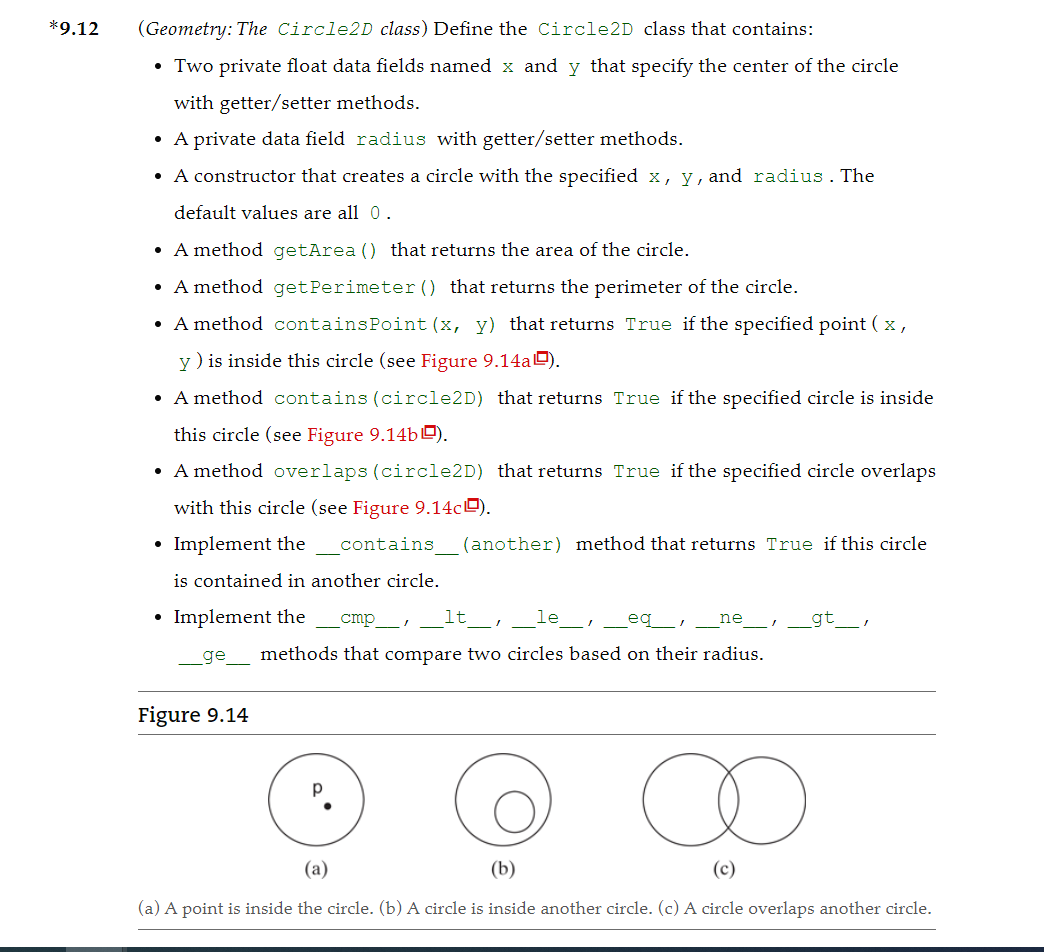 *9.12 (Geometry: The Circle2D class) Define the Circle2D class that contains:
• Two private float data fields named x and y that specify the center of the circle
with getter/setter methods.
• A private data field radius with getter/setter methods.
• A constructor that creates a circle with the specified x, y, and radius. The
default values are all 0.
• A method getArea() that returns the area of the circle.
• A method getPerimeter() that returns the perimeter of the circle.
• A method containsPoint(x, y) that returns True if the specified point (x,
y) is inside this circle (see Figure 9.14a).
• A method contains(circle2D) that returns True if the specified circle is inside
this circle (see Figure 9.14b).
• A method overlaps(circle2D) that returns True if the specified circle overlaps
with this circle (see Figure 9.14c).
• Implement the __contains__(another) method that returns True if this circle
is contained in another circle.
• Implement the __cmp__, __lt__, __le__, __eq__, __ne__, __gt__,
__ge__ methods that compare two circles based on their radius.
Figure 9.14
p
(a) (b) (c)
(a) A point is inside the circle. (b) A circle is inside another circle. (c) A circle overlaps another circle.